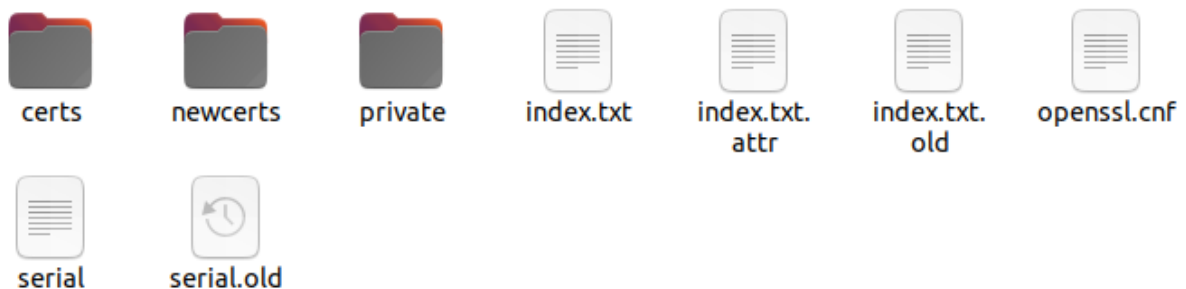 certs
newcerts
private
index.txt
index.txt.
attr
index.txt.
old
openssl.cnf
serial
serial.old